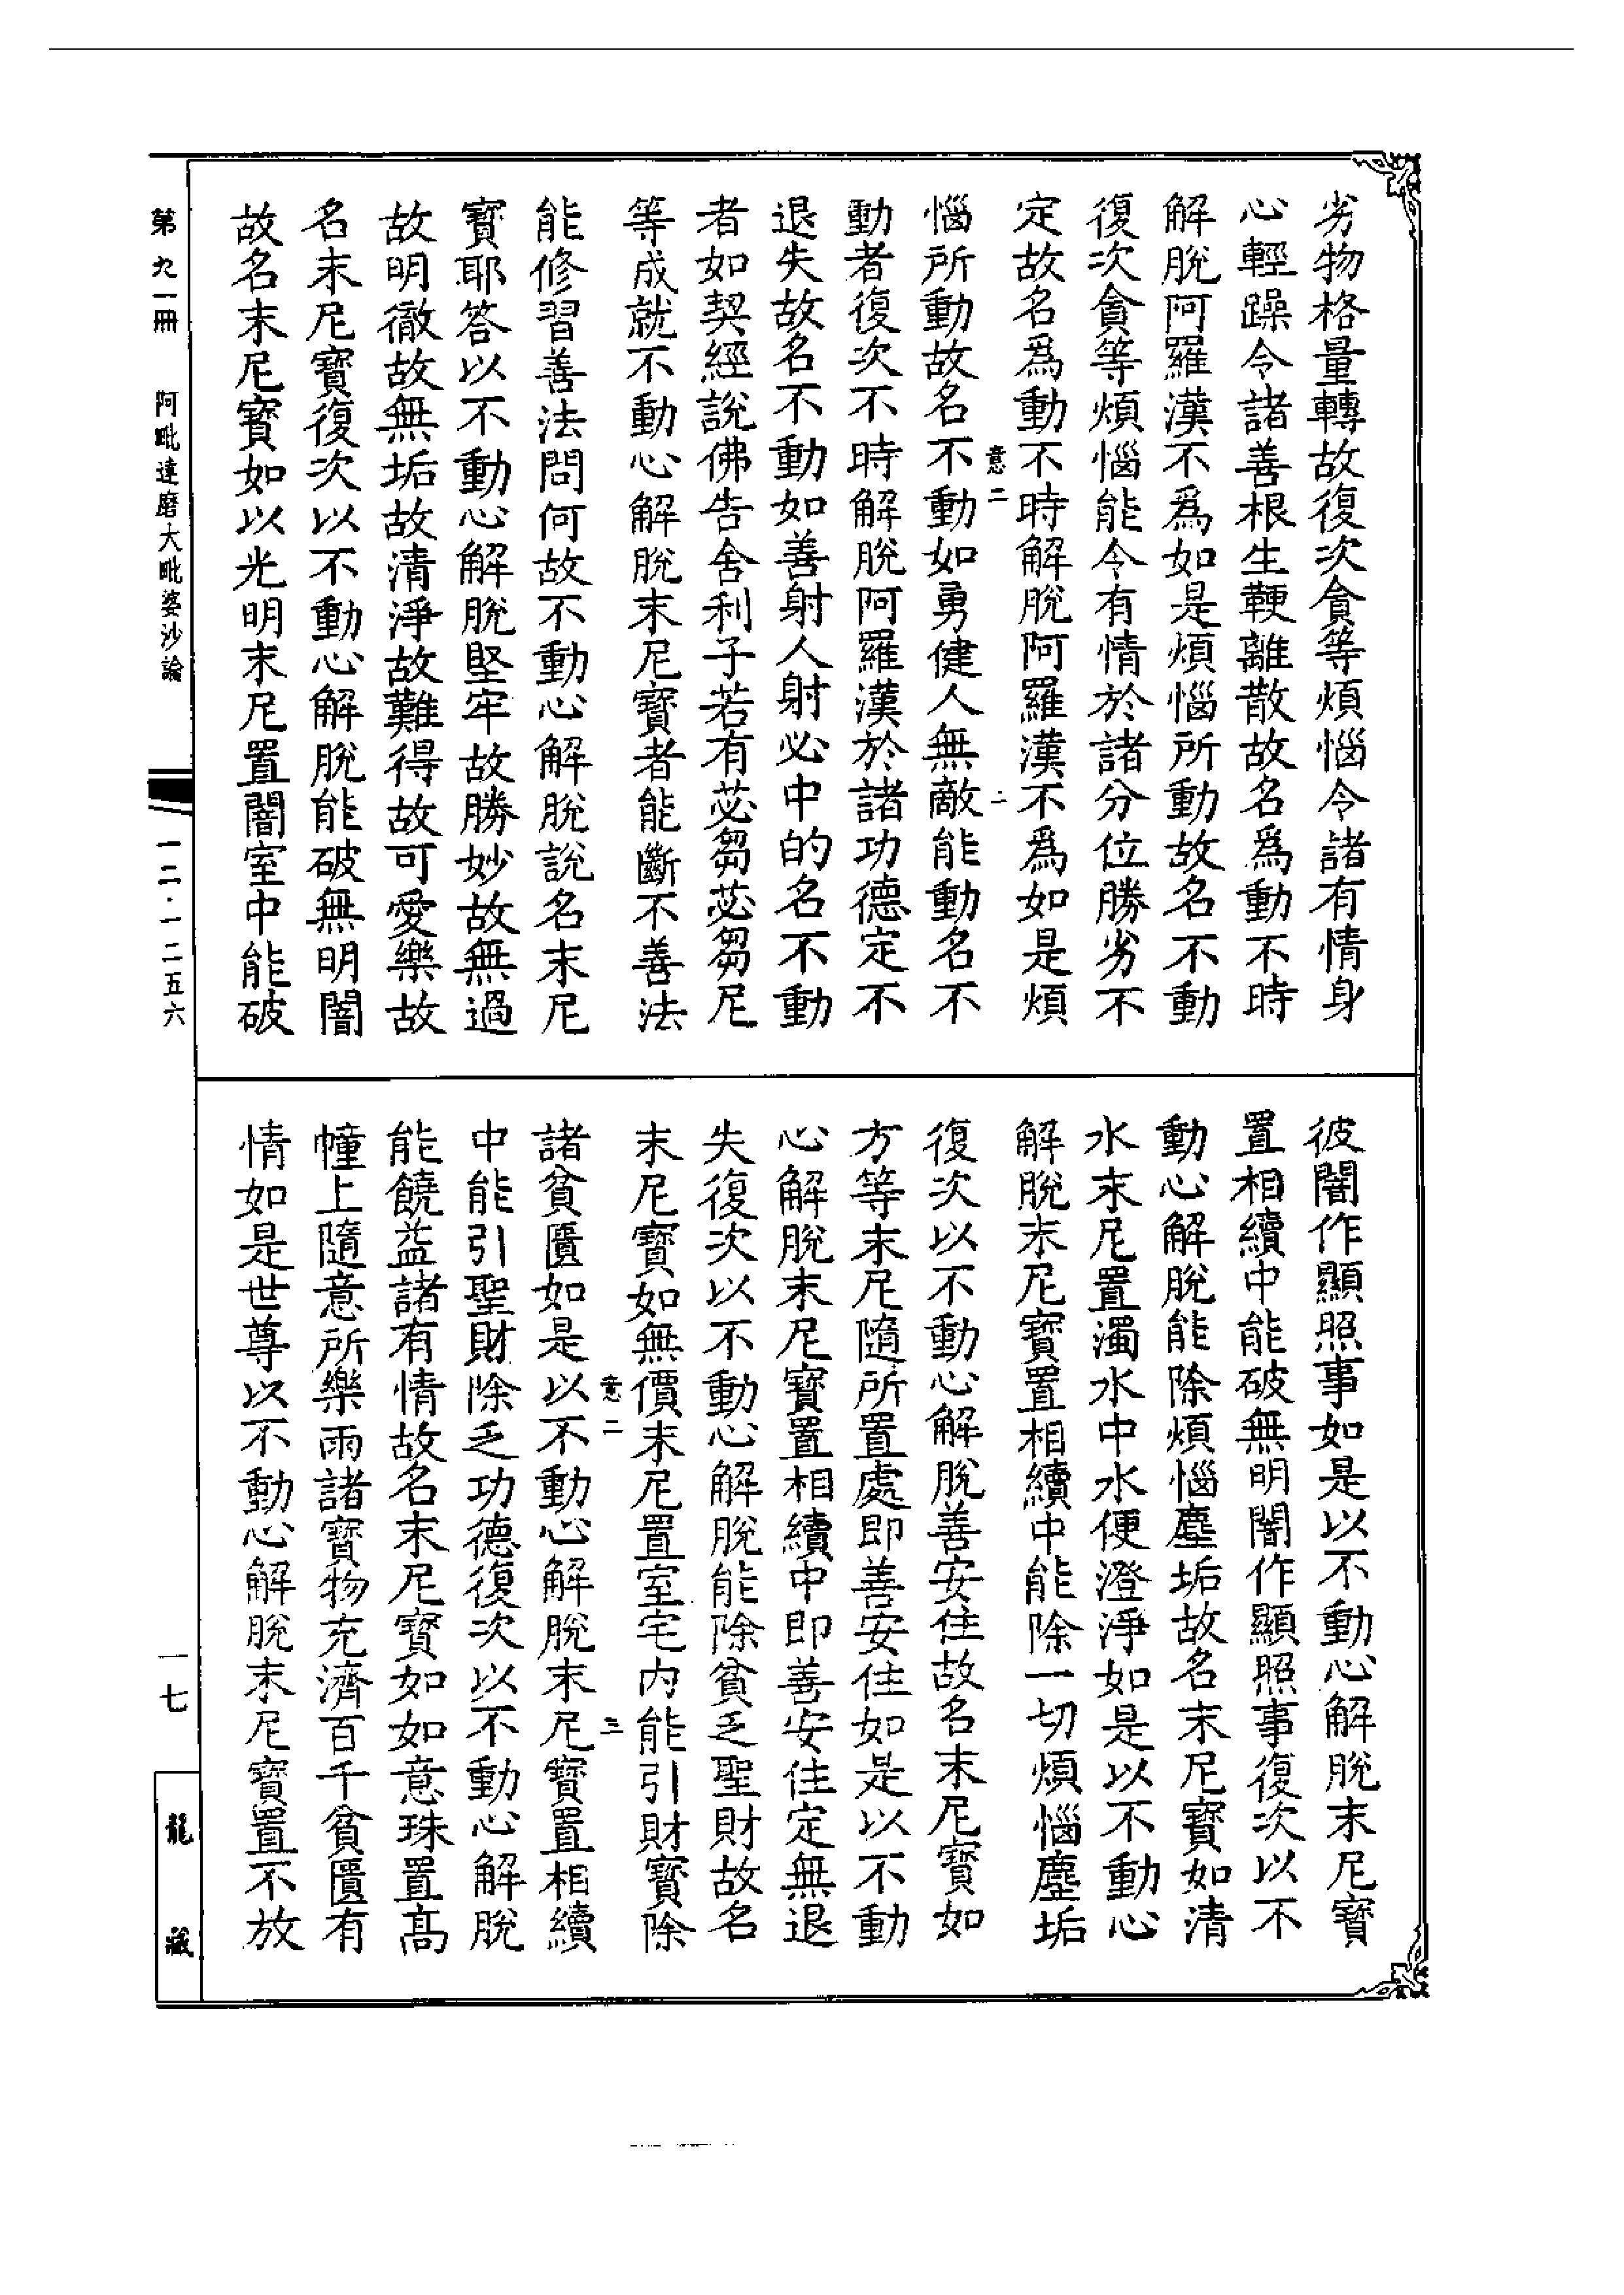 劣物格量轉故復次貪等煩惱令諸有情身
心輕躁令諸善根生鞕離散故名爲動不時
解脫阿羅漢不爲如是煩惱所動故名不動
復次貪等煩惱能令有情於諸分位勝劣不
定故名爲動不時解脫阿羅漢不爲如是煩
意二
二
惱所動故名不動如勇健人無敵能動名不
動者復次不時解脫阿羅漢於諸功德定不
退失故名不動如善射人射必中的名不動
者如契經說佛告舍利子若有苾芻苾芻尼
等成就不動心解脫末尼寶者能斷不善法
能修習善法問何故不動心解脫說名末尼
寶耶答以不動心解脫堅牢故勝妙故無過
故明徹故無垢故清淨故難得故可愛樂故
名末尼寶復次以不動心解脫能破無明闇
故名末尼寶如以光明末尼置闇室中能破
彼闇作顯照事如是以不動心解脫末尼寶
置相續中能破無明闇作顯照事復次以不
動心解脫能除煩惱塵垢故名末尼寶如清
水末尼置濁水中水便澄淨如是以不動心
解脫末尼寶置相續中能除一切煩惱塵垢
復次以不動心解脫善安住故名末尼寶如
方等末尼隨所置處即善安住如是以不動
心解脫末尼寶置相續中即善安住定無退
失復次以不動心解脫能除貧乏聖財故名
末尼寶如無價末尼置室宅内能引財寶除
意二
三
諸貧匱如是以不動心解脫末尼寶置相續
中能引聖財除乏功德復次以不動心解脫
能饒益諸有情故名末尼寶如如意珠置高
幢上隨意所樂雨諸寶物充濟百千貧匱有
情如是世尊以不動心解脫末尼寶置不放
第九一冊　阿毗達磨大毗婆沙論
一二·一二五六
一七
龍藏